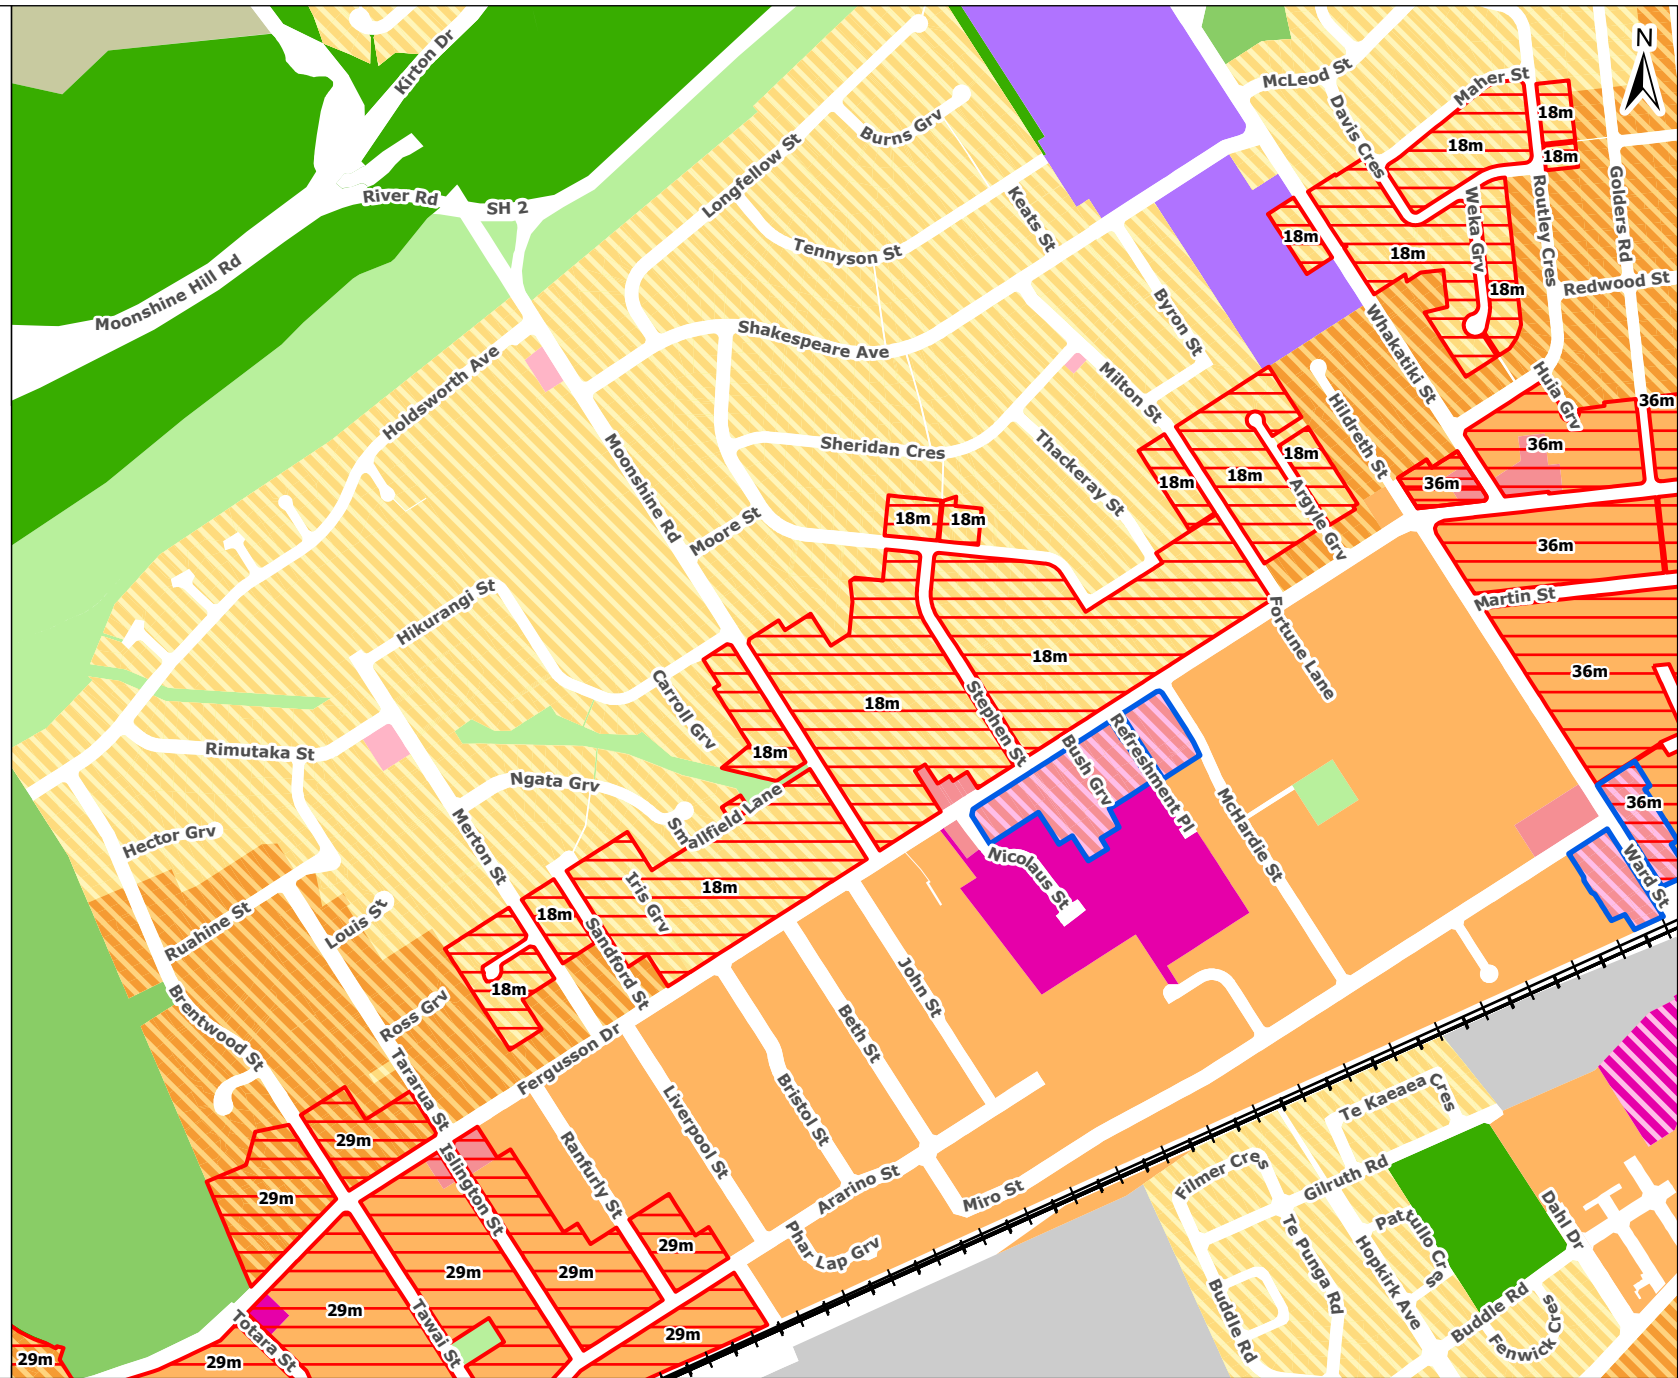 N
Kirton Dr
McLeod St
Maher St
Davis Cres
18m
Burns Grv
18m
Longfellow St
18m
River Rd
SH 2
Keats St
Weka Grv
Routley Cres
Golders Rd
18m
Tennyson St
18m
Moonshine Hill Rd
18m
Redwood St
Byron St
Shakespeare Ave
Whakatiki St
Holdsworth Ave
Milton St
Huia Grv
36m
Hildreth St
Sheridan Cres
36m
18m
Thackeray St
18m
18m
36m
Moonshine Rd
Argyle Grv
Moore St
18m
18m
36m
Hikurangi St
Martin St
Fortune Lane
18m
36m
Carroll Grv
Stephen St
18m
Rimutaka St
18m
Bush Grv
Refreshment Pl
Ngata Grv
McHardie St
36m
Smallfield Lane
Hector Grv
Merton St
Nicolaus St
Ward St
18m
Iris Grv
Louis St
18m
Ruahine St
Sandford St
John St
18m
Brentwood St
Ross Grv
Beth St
Fergusson Dr
Tararua St
Te Kaeaea Cres
Bristol St
Liverpool St
29m
Islington St
Ranfurly St
Filmer Cres
Gilruth Rd
29m
Ararino St
Miro St
Dahl Dr
Phar Lap Grv
Te Punga Rd
Pattullo Cres
29m
Hopkirk Ave
29m
29m
29m
Buddle Rd
Buddle Rd
Totara St
Tawai St
29m
Fenwick Cres
29m
29m